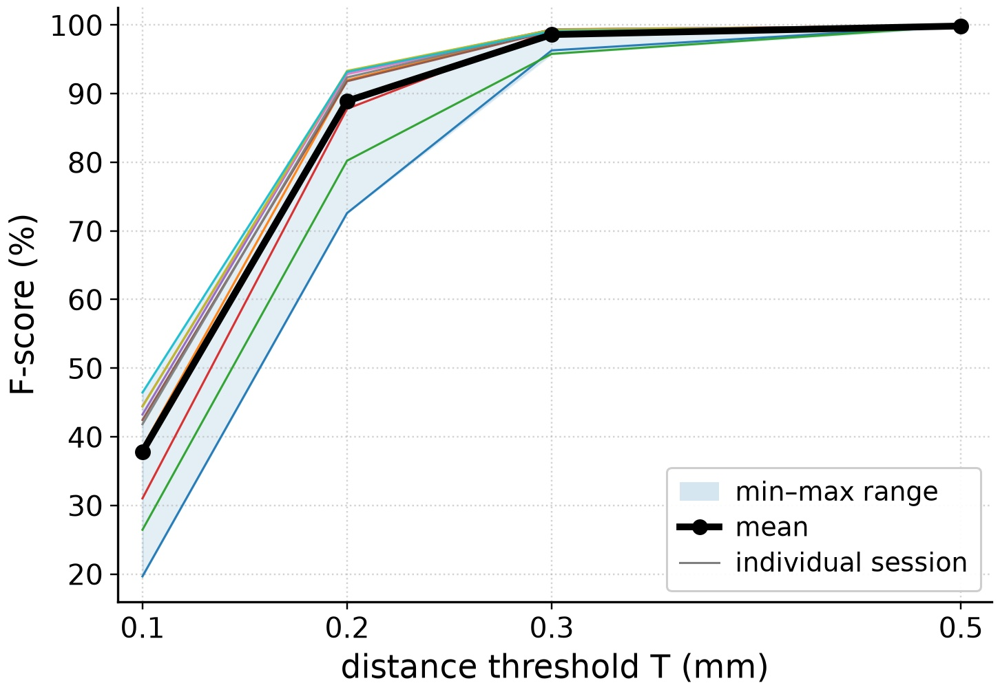 100
90
80
70
60
50
40
30
20
F-score (%)
min–max range
mean
individual session
0.1
0.2
0.3
0.5
distance threshold T (mm)